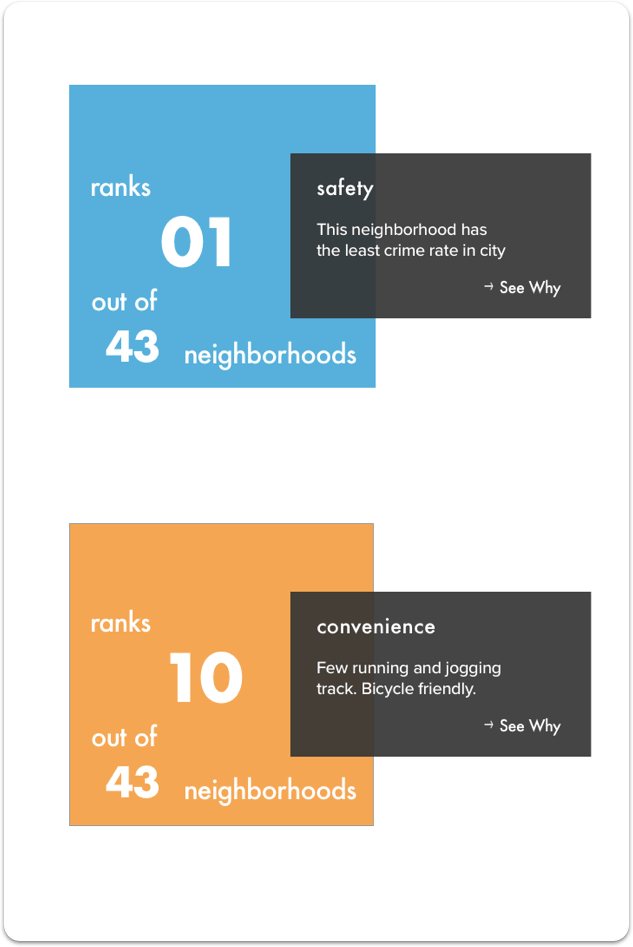 ranks
01
out of
43 neighborhoods
safety
This neighborhood has
the least crime rate in city
→ See Why
ranks
10
out of
43 neighborhoods
convenience
Few running and jogging
track. Bicycle friendly.
→ See Why